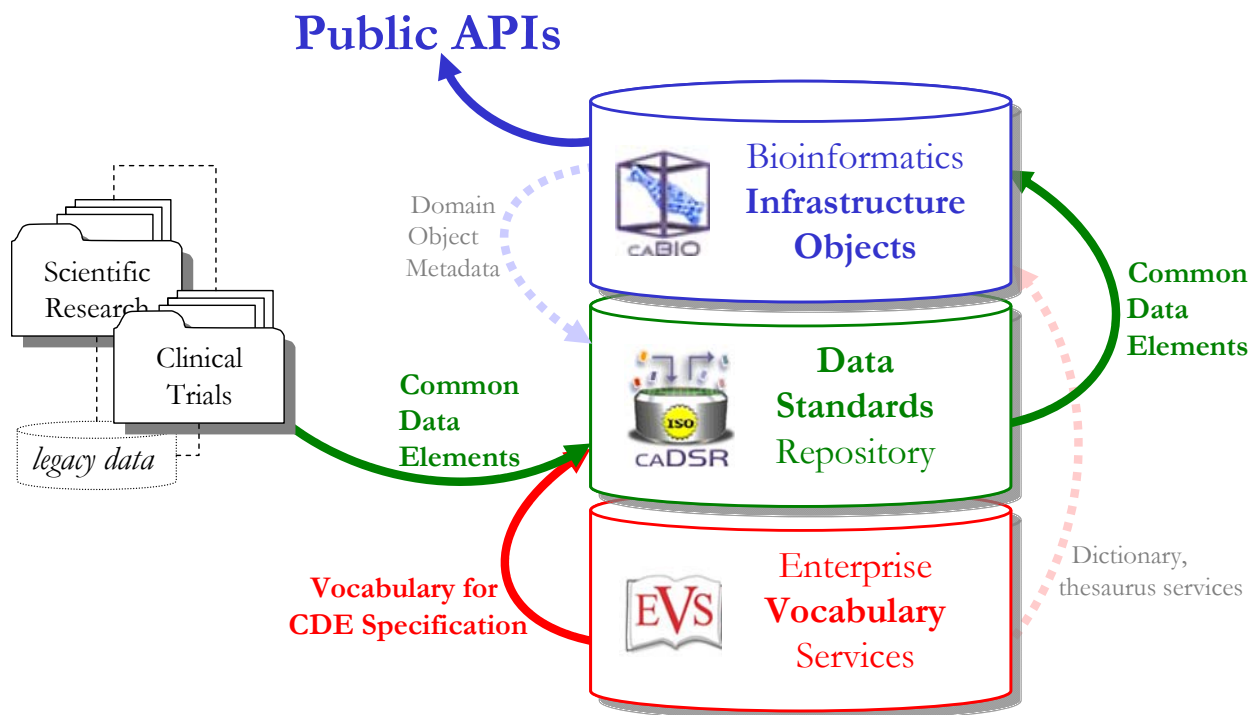 Public APIs
Bioinformatics
Infrastructure
Objects
caBIO
Domain
Object
Metadata
Scientific
Research
Clinical
Trials
legacy data
Common
Data
Elements
Common
Data
Elements
Data
Standards
Repository
ISO
caDSR
Vocabulary for
CDE Specification
EVS
Enterprise
Vocabulary
Services
Dictionary,
thesaurus services